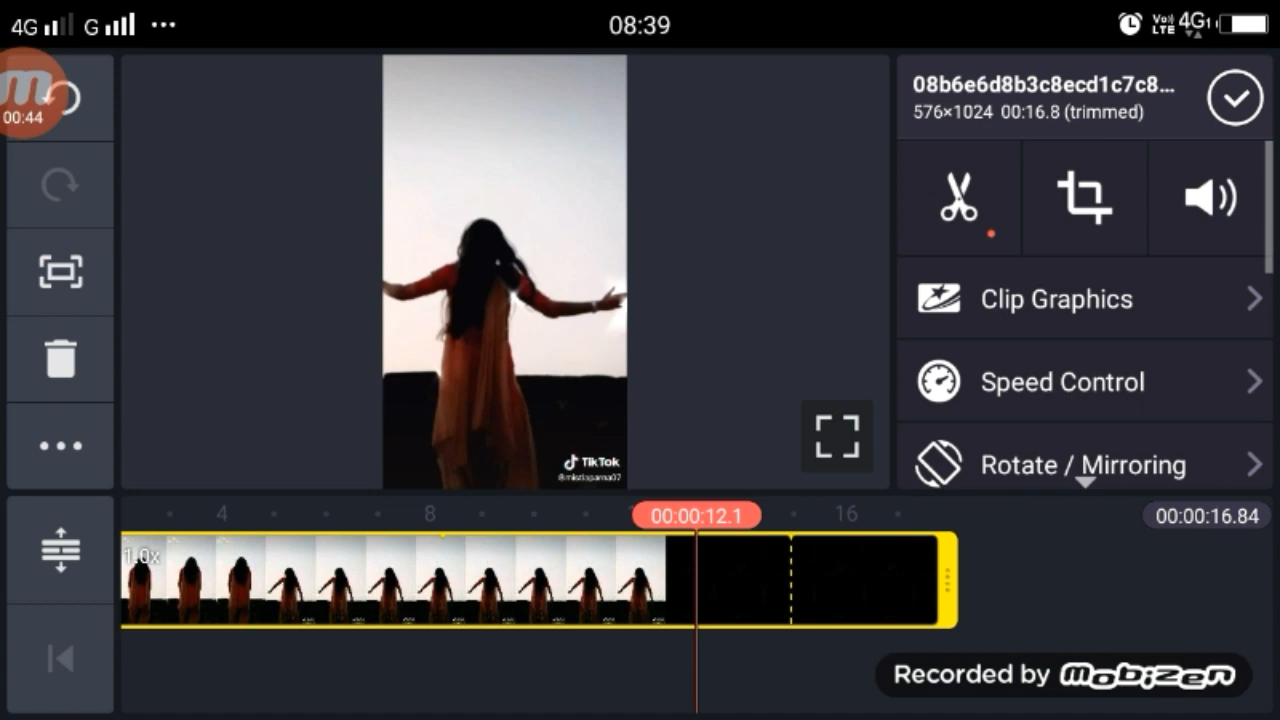 4G G ... 08:39 Vo)) LTE 4G
m
00:44
08b6e6d8b3c8ecd1c7c8...
576×1024 00:16.8 (trimmed)
Clip Graphics
Speed Control
Rotate / Mirroring
TikTok
@mistiaparna07
4 8 00:00:12.1 16 00:00:16.84
1.0x
Recorded by mobizen